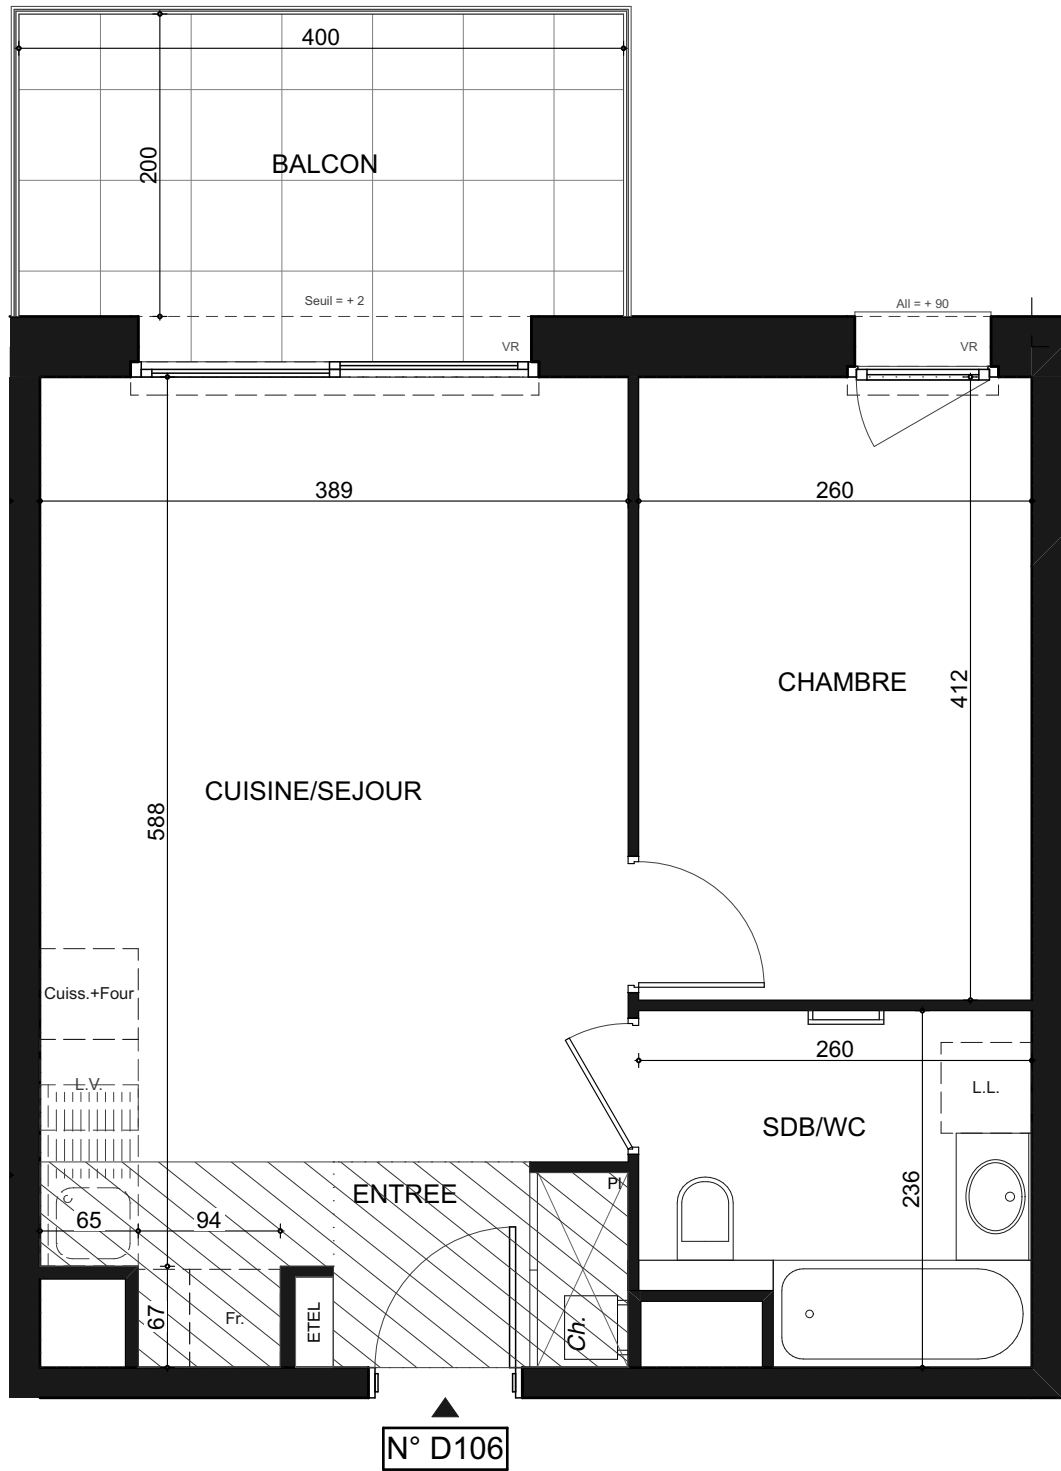 400
200
BALCON
Seuil = + 2
All = + 90
VR
VR
389
260
CHAMBRE
412
CUISINE/SEJOUR
588
Cuiss.+Four
L.V.
260
L.L.
SDB/WC
236
ENTREE
Pl
C
65
94
67
Fr.
ETEL
Ch.
N° D106